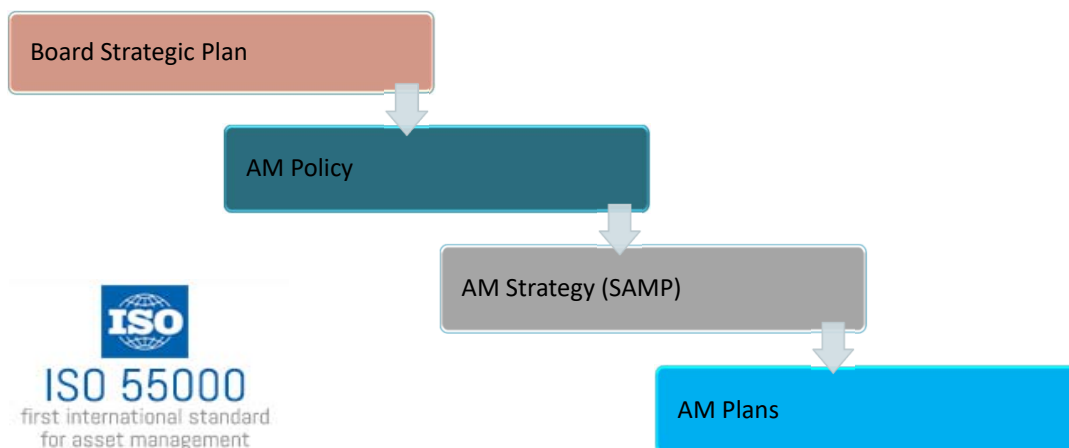 Board Strategic Plan
AM Policy
AM Strategy (SAMP)
AM Plans
ISO
ISO 55000
first international standard
for asset management